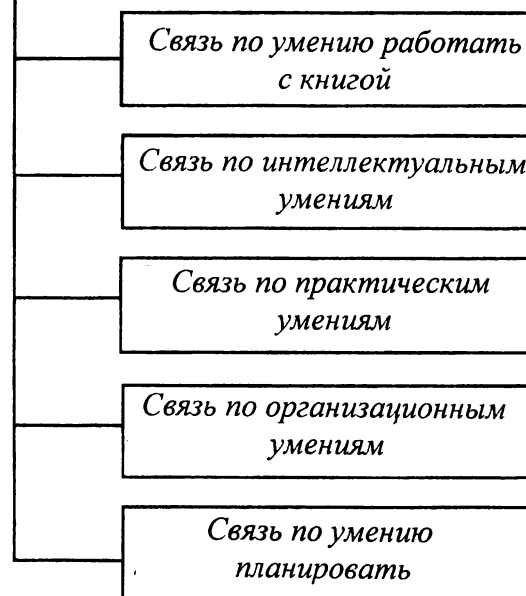 Связь по умению работать
с книгой
Связь по интеллектуальным
умениям
Связь по практическим
умениям
Связь по организационным
умениям
Связь по умению
планировать